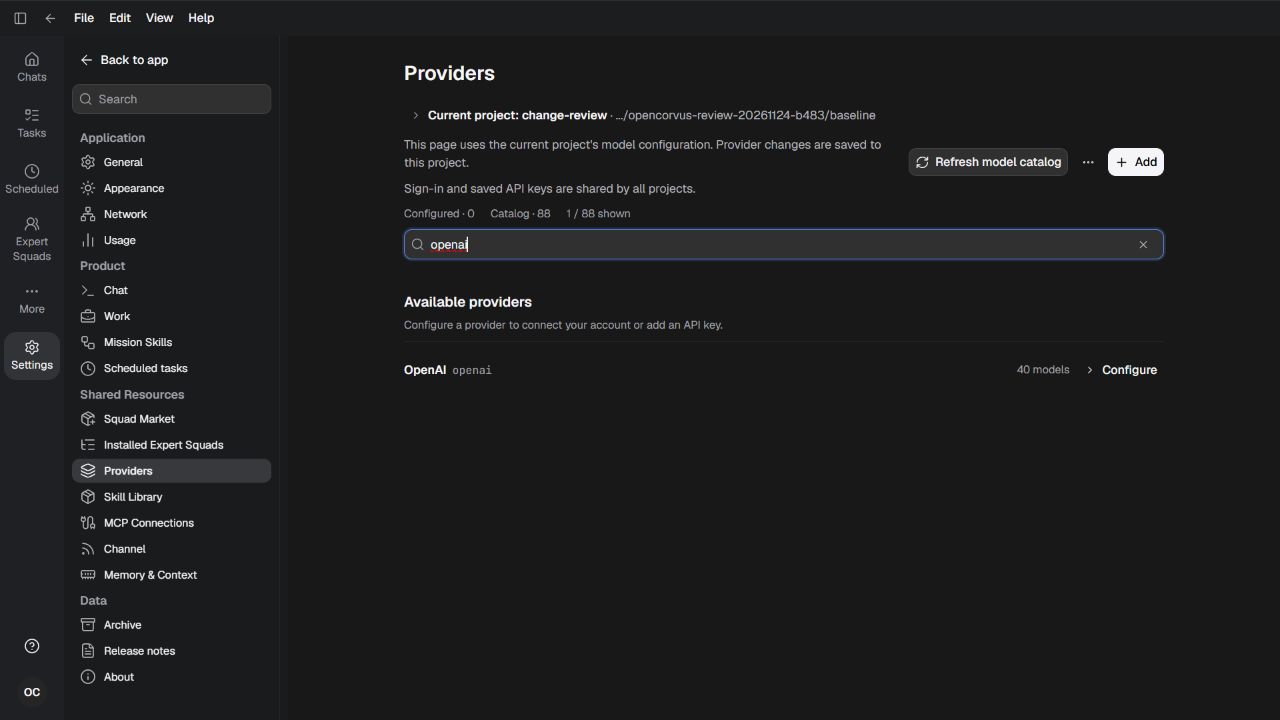 File Edit View Help
Chats
Tasks
Scheduled
Expert
Squads
More
Settings
OC
Back to app
Search
Application
General
Appearance
Network
Usage
Product
Chat
Work
Mission Skills
Scheduled tasks
Shared Resources
Squad Market
Installed Expert Squads
Providers
Skill Library
MCP Connections
Channel
Memory & Context
Data
Archive
Release notes
About
Providers
Current project: change-review · .../opencorvus-review-20261124-b483/baseline
This page uses the current project's model configuration. Provider changes are saved to
this project.
Sign-in and saved API keys are shared by all projects.
Refresh model catalog
Add
Configured · 0 Catalog · 88 1 / 88 shown
openai
Available providers
Configure a provider to connect your account or add an API key.
OpenAI openai 40 models Configure